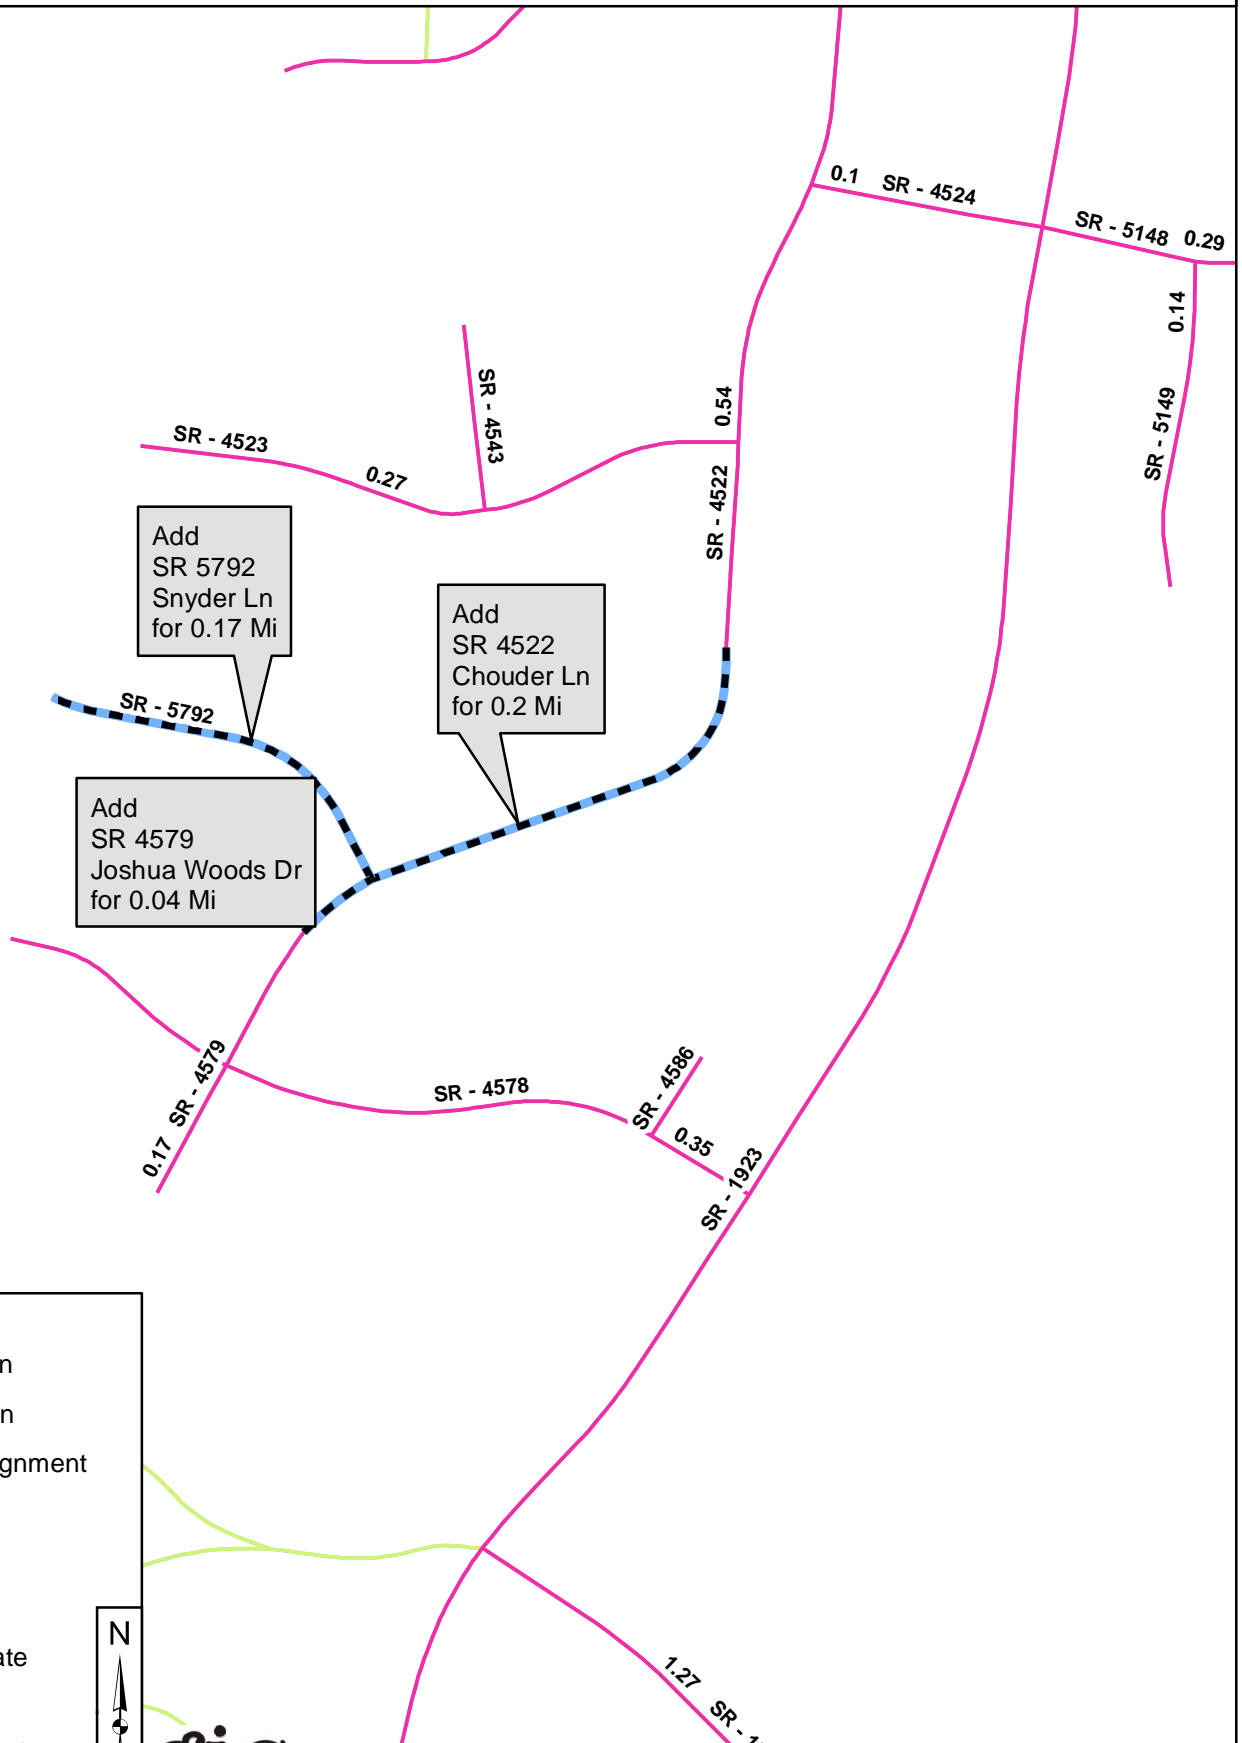 0.1 SR - 4524
SR - 5148 0.29
0.14
SR - 5149
SR - 4543
0.54
SR - 4523
0.27
SR - 4522
Add
SR 5792
Snyder Ln
for 0.17 Mi
Add
SR 4522
Chouder Ln
for 0.2 Mi
SR - 5792
Add
SR 4579
Joshua Woods Dr
for 0.04 Mi
0.17 SR - 4579
SR - 4578
SR - 4586
0.35
SR - 1923
n
n
gnment
N
ate
1.27 SR -